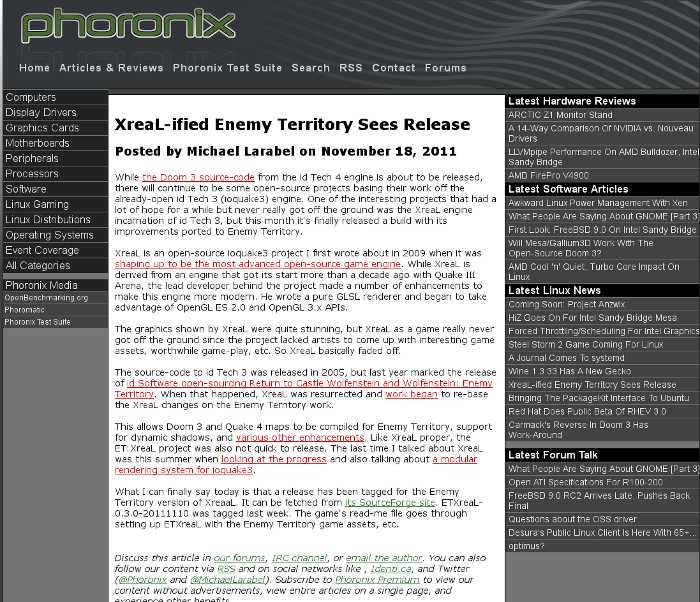 phoronix
Home Articles & Reviews Phoronix Test Suite Search RSS Contact Forums
Computers
Display Drivers
Graphics Cards
Motherboards
Peripherals
Processors
Software
Linux Gaming
Linux Distributions
Operating Systems
Event Coverage
All Categories
Phoronix Media
OpenBenchmarking.org
Phoromatic
Phoronix Test Suite
XreaL-ified Enemy Territory Sees Release
Posted by Michael Larabel on November 18, 2011
While the Doom 3 source-code from the id Tech 4 engine is about to be released,
there will continue to be some open-source projects basing their work off the
already-open id Tech 3 (ioquake3) engine. One of the interesting projects that had a
lot of hope for a while but never really got off the ground was the XreaL engine
incarnation of id Tech 3, but this month it's finally released a build with its
improvements ported to Enemy Territory.
XreaL is an open-source ioquake3 project I first wrote about in 2009 when it was
shaping up to be the most advanced open-source game engine. While XreaL is
derived from an engine that got its start more than a decade ago with Quake III
Arena, the lead developer behind the project made a number of enhancements to
make this engine more modern. He wrote a pure GLSL renderer and began to take
advantage of OpenGL ES 2.0 and OpenGL 3.x APIs.
The graphics shown by XreaL were quite stunning, but XreaL as a game really never
got off the ground since the project lacked artists to come up with interesting game
assets, worthwhile game-play, etc. So XreaL basically faded off.
The source-code to id Tech 3 was released in 2005, but last year marked the release
of id Software open-sourcing Return to Castle Wolfenstein and Wolfenstein: Enemy
Territory. When that happened, XreaL was resurrected and work began to re-base
the XreaL changes on the Enemy Territory work.
This allows Doom 3 and Quake 4 maps to be compiled for Enemy Territory, support
for dynamic shadows, and various other enhancements. Like XreaL proper, the
ET:XreaL project was also not quick to release. The last time I talked about XreaL
was this summer when looking at the progress and also talking about a modular
rendering system for ioquake3.
What I can finally say today is that a release has been tagged for the Enemy
Territory version of XreaL. It can be fetched from its SourceForge site. ETXreaL-
0.3.0-20111110 was tagged last week. The game's read-me file goes through
setting up ETXreaL with the Enemy Territory game assets, etc.
Discuss this article in our forums, IRC channel, or email the author. You can also
follow our content via RSS and on social networks like , Identi.ca, and Twitter
(@Phoronix and @MichaelLarabel). Subscribe to Phoronix Premium to view our
content without advertisements, view entire articles on a single page, and
experience other benefits.
Latest Hardware Reviews
ARCTIC Z1 Monitor Stand
A 14-Way Comparison Of NVIDIA vs. Nouveau
Drivers
LLVMpipe Performance On AMD Bulldozer, Intel
Sandy Bridge
AMD FirePro V4900
Latest Software Articles
Awkward Linux Power Management With Xen
What People Are Saying About GNOME [Part 3]
First Look: FreeBSD 9.0 On Intel Sandy Bridge
Will Mesa/Gallium3D Work With The
Open-Source Doom 3?
AMD Cool 'n' Quiet, Turbo Core Impact On
Linux
Latest Linux News
Coming Soon: Project Anzwix
HiZ Goes On For Intel Sandy Bridge Mesa
Forced Throttling/Scheduling For Intel Graphics
Steel Storm 2 Game Coming For Linux
A Journal Comes To systemd
Wine 1.3.33 Has A New Gecko
XreaL-ified Enemy Territory Sees Release
Bringing The PackageKit Interface To Ubuntu
Red Hat Does Public Beta Of RHEV 3.0
Carmack's Reverse In Doom 3 Has
Work-Around
Latest Forum Talk
What People Are Saying About GNOME [Part 3]
Open ATI Specifications For R100-200
FreeBSD 9.0 RC2 Arrives Late, Pushes Back
Final
Questions about the OSS driver
Desura's Public Linux Client Is Here With 65+...
optimus?